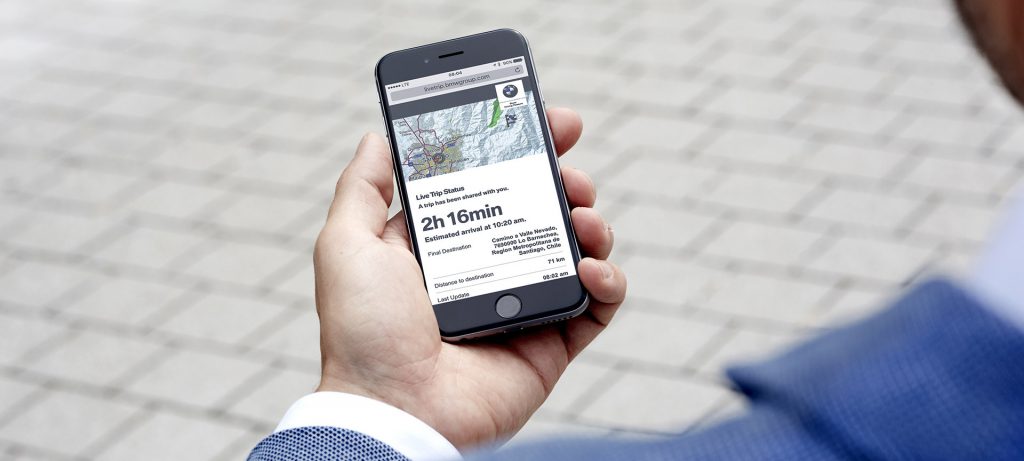 LTE
08:04
90%
livetrip.bmwgroup.com
Live Trip Status
A trip has been shared with you.
2h 16min
Estimated arrival at 10:20 am.
Final Destination
Camino a Valle Nevado,
7690000 Lo Barnechea,
Region Metropolitana de
Santiago, Chile
Distance to destination
71 km
Last Update
08:02 am